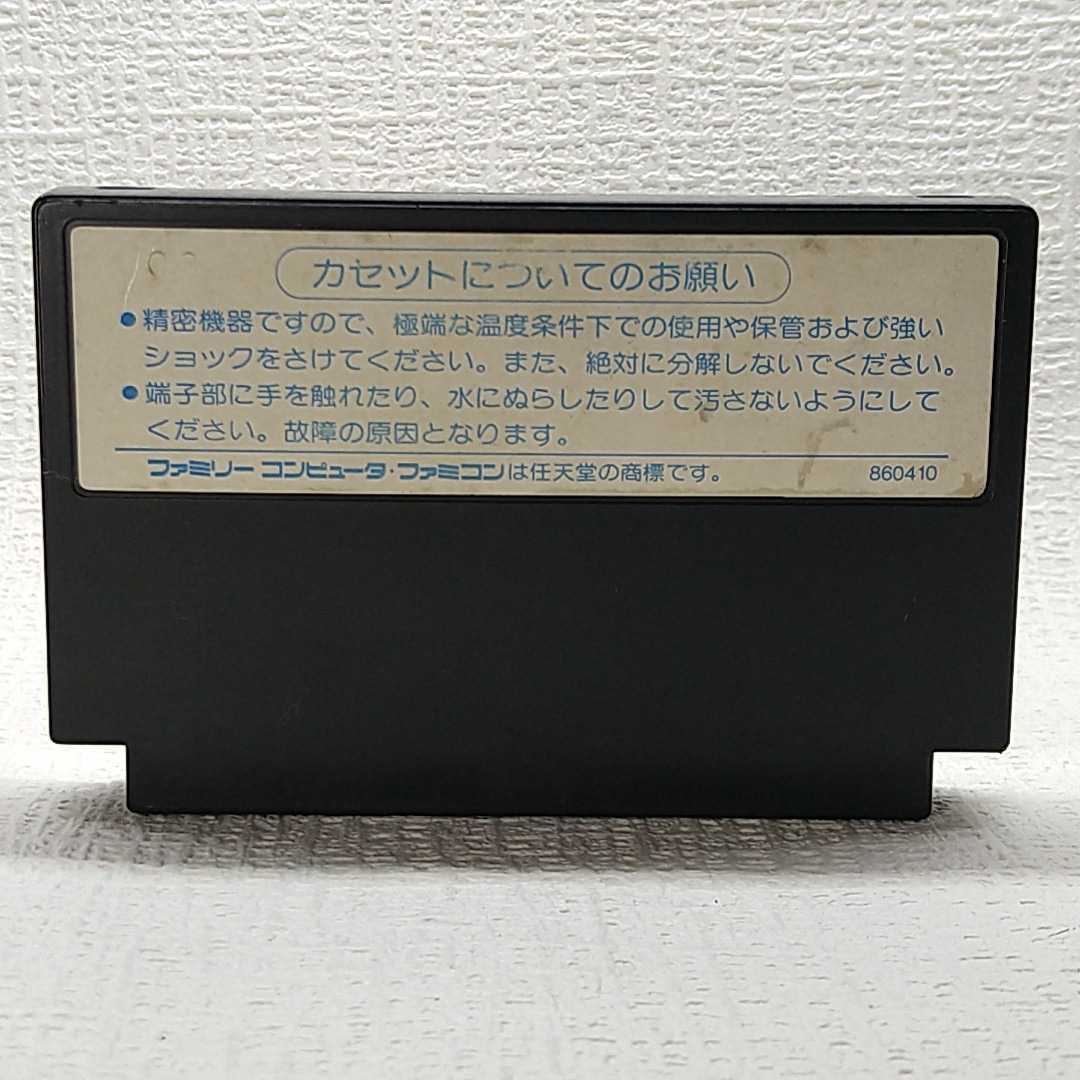 カセットについてのお願い
●精密機器ですので、極端な温度条件下での使用や保管および強い
ショックをさけてください。また、絶対に分解しないでください。
●端子部に手を触れたり、水にぬらしたりして汚さないようにして
ください。故障の原因となります。
ファミリーコンピュータ・ファミコンは任天堂の商標です。 860410